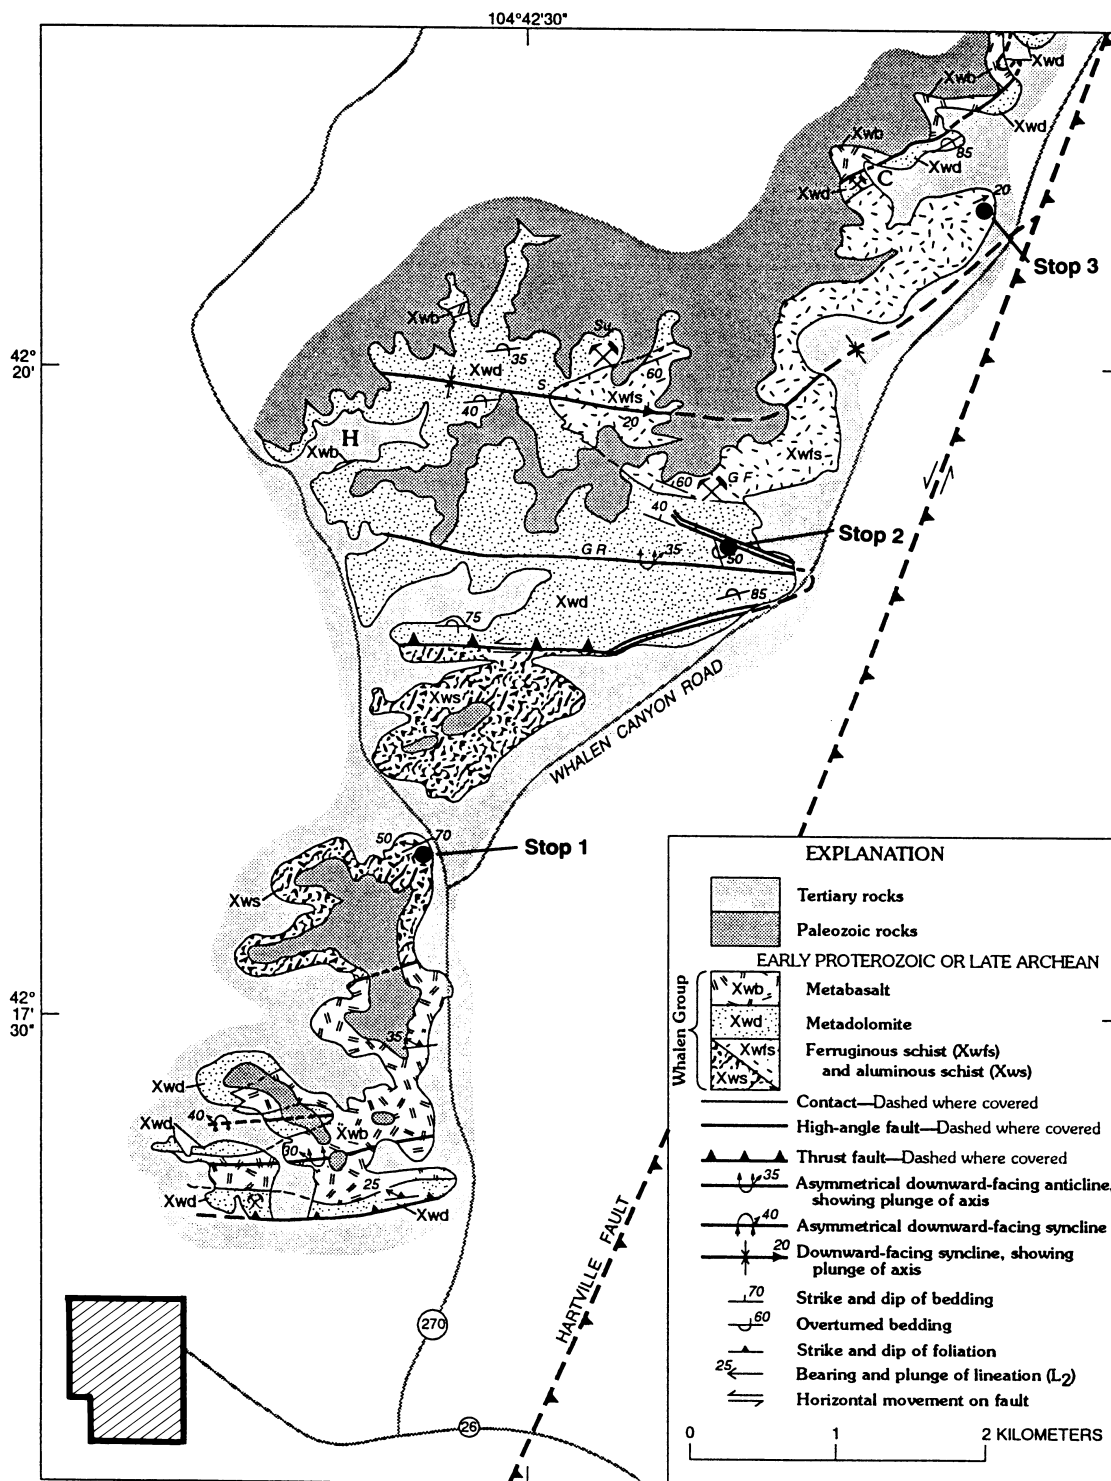 104°42'30"
Xwd
Xwb
Xwd
Xwb
85
Xwd
Xwd
C
20
Stop 3
Xwb
Su
35
Xwd
60
42°
20'
S
Xwfs
40
20
H
Xwb
Xwfs
60
G F
40
Stop 2
G R
35
50
Xwd
85
75
Xws
WHALEN CANYON ROAD
50
70
Stop 1
Xws
42°
17'
30"
35
Xwd
40
Xwd
Xwb
30
25
Xwd
Xwd
HARTVILLE FAULT
270
26
EXPLANATION
Tertiary rocks
Paleozoic rocks
EARLY PROTEROZOIC OR LATE ARCHEAN
Whalen Group
Xwb
Metabasalt
Xwd
Metadolomite
Xwfs
Xws
Ferruginous schist (Xwfs)
and aluminous schist (Xws)
Contact—Dashed where covered
High-angle fault—Dashed where covered
Thrust fault—Dashed where covered
35
Asymmetrical downward-facing anticline,
showing plunge of axis
40
Asymmetrical downward-facing syncline
20
Downward-facing syncline, showing
plunge of axis
70
Strike and dip of bedding
60
Overturned bedding
Strike and dip of foliation
25
Bearing and plunge of lineation (L2)
Horizontal movement on fault
0 1 2 KILOMETERS